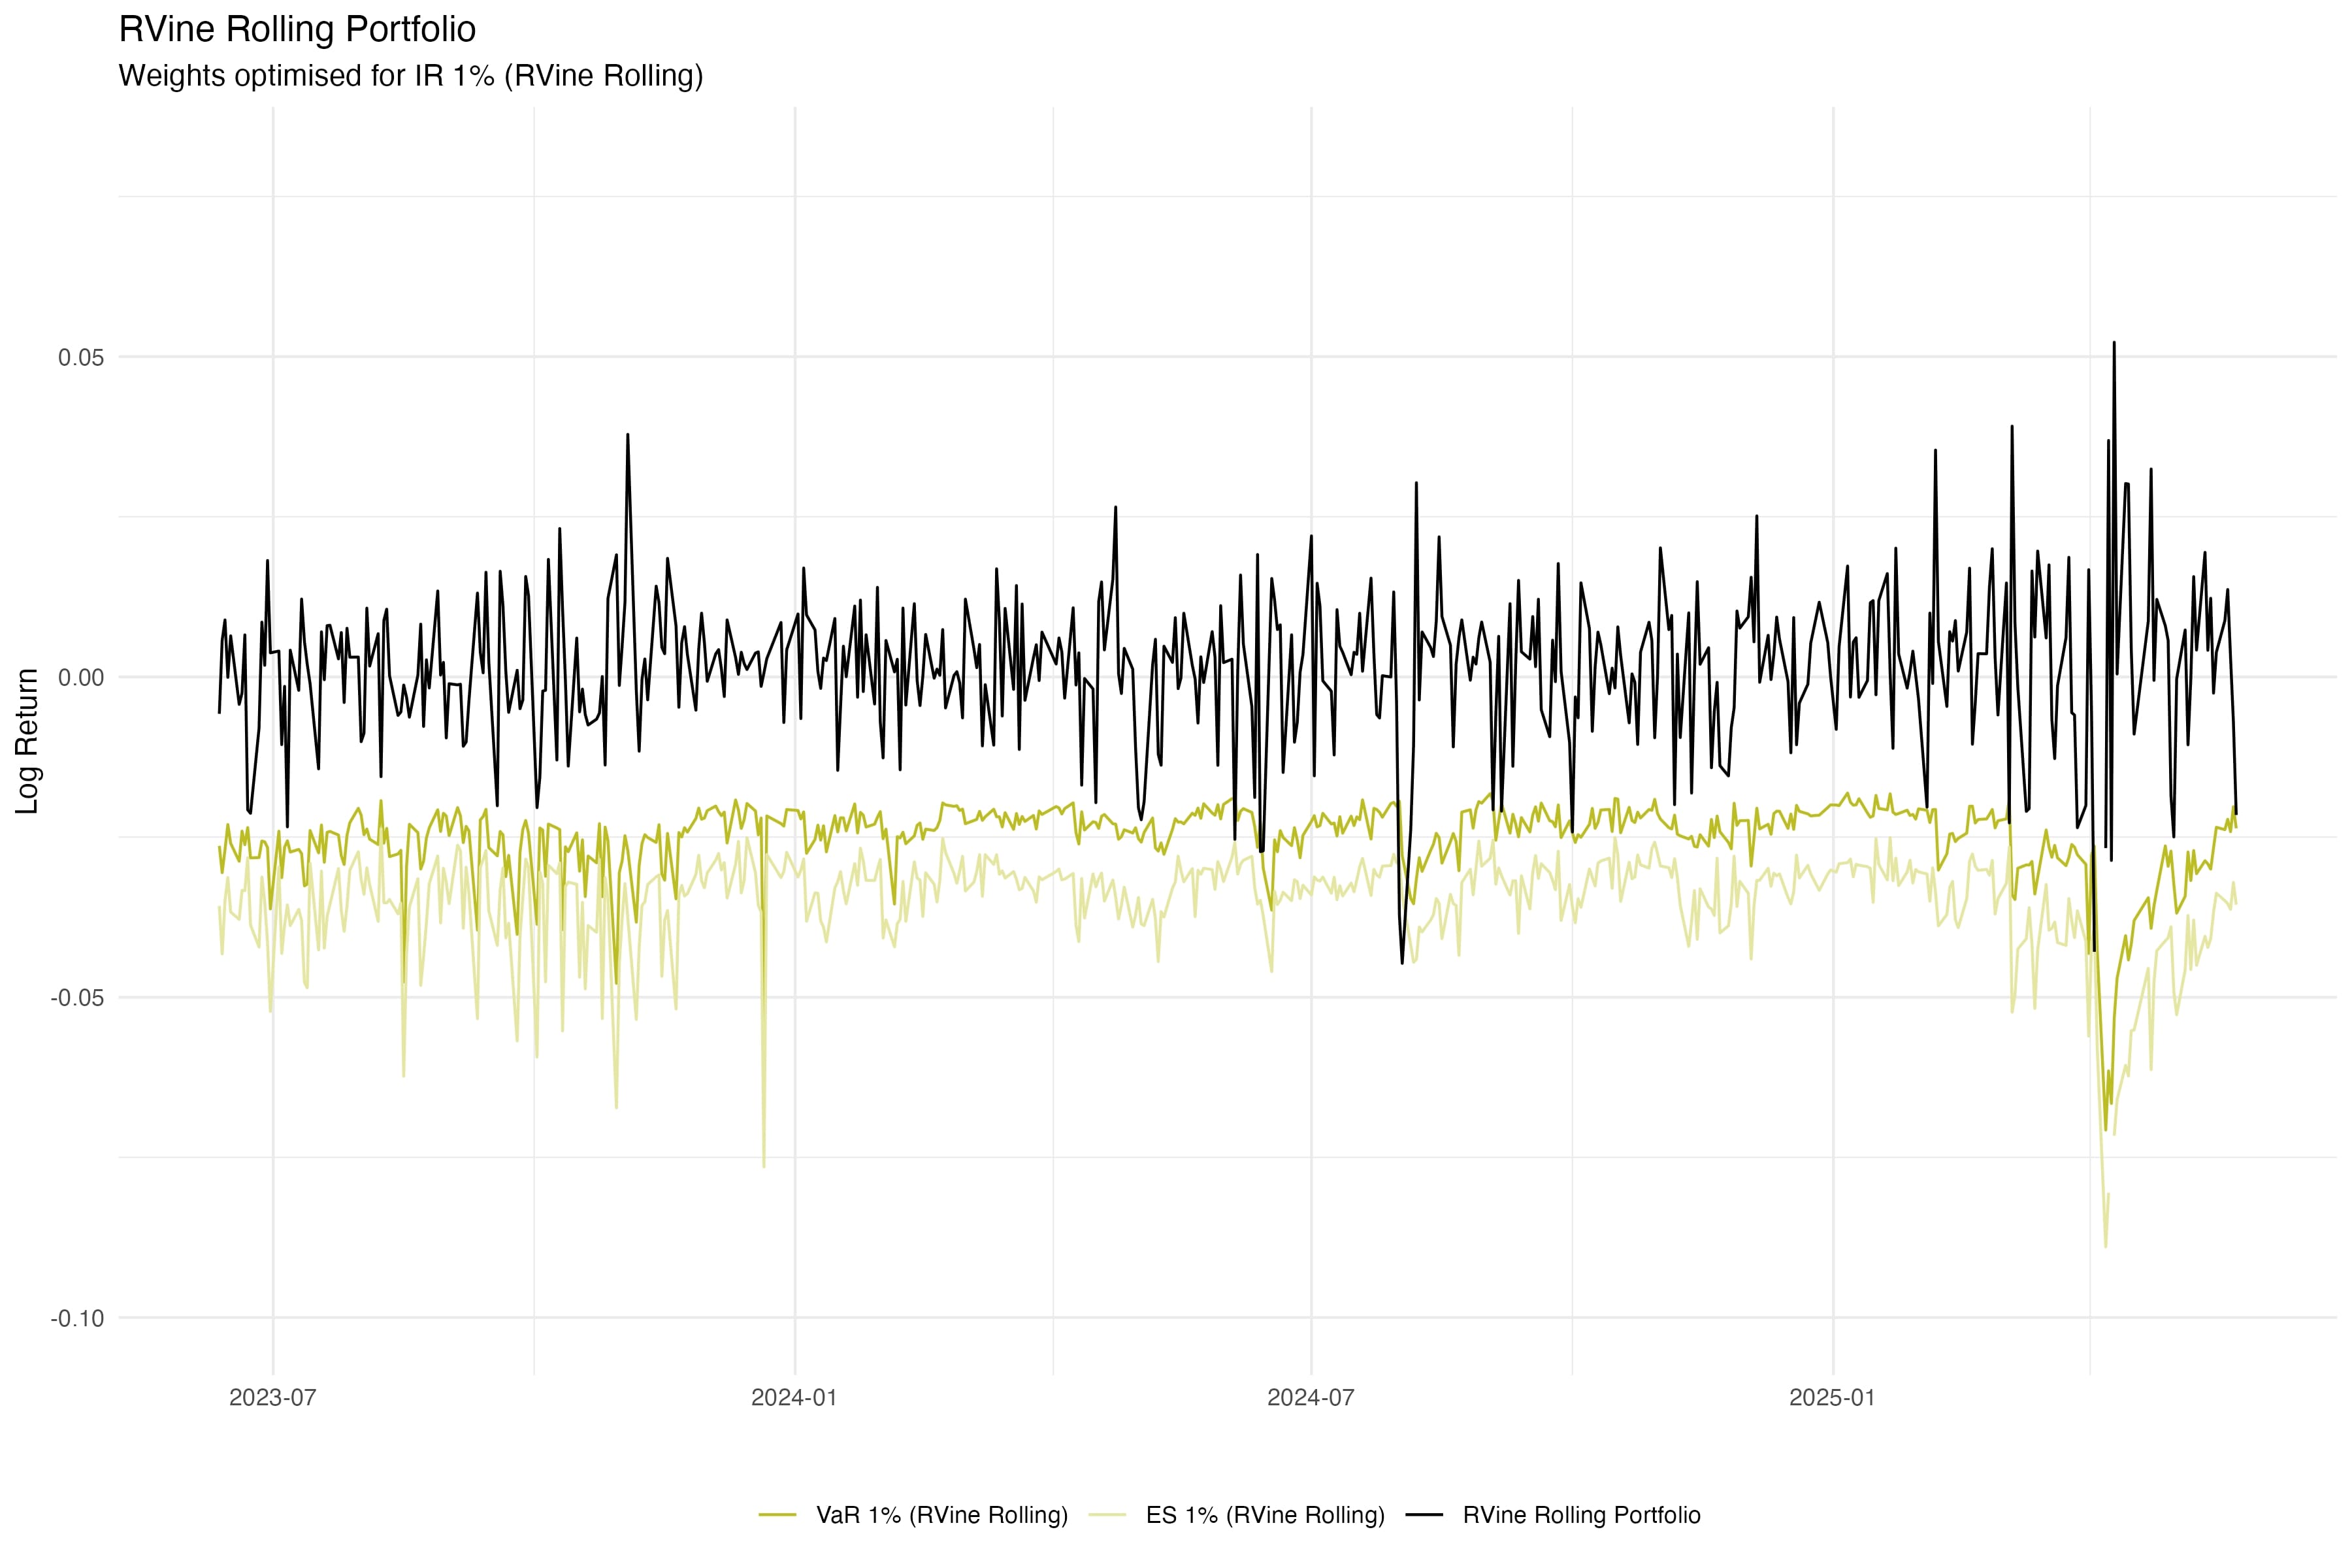 RVine Rolling Portfolio
Weights optimised for IR 1% (RVine Rolling)
Log Return
0.05
0.00
-0.05
-0.10
2023-07 2024-01 2024-07 2025-01
VaR 1% (RVine Rolling) ES 1% (RVine Rolling) RVine Rolling Portfolio